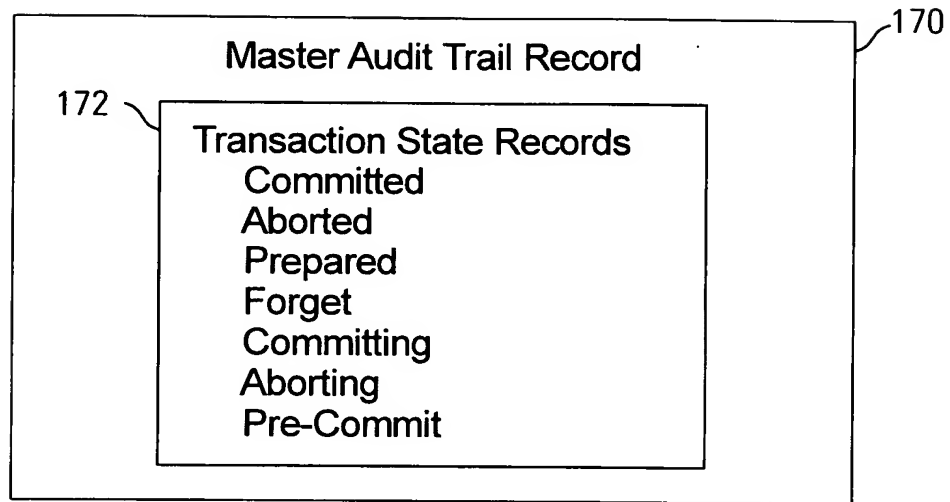 170
Master Audit Trail Record
172
Transaction State Records
Committed
Aborted
Prepared
Forget
Committing
Aborting
Pre-Commit